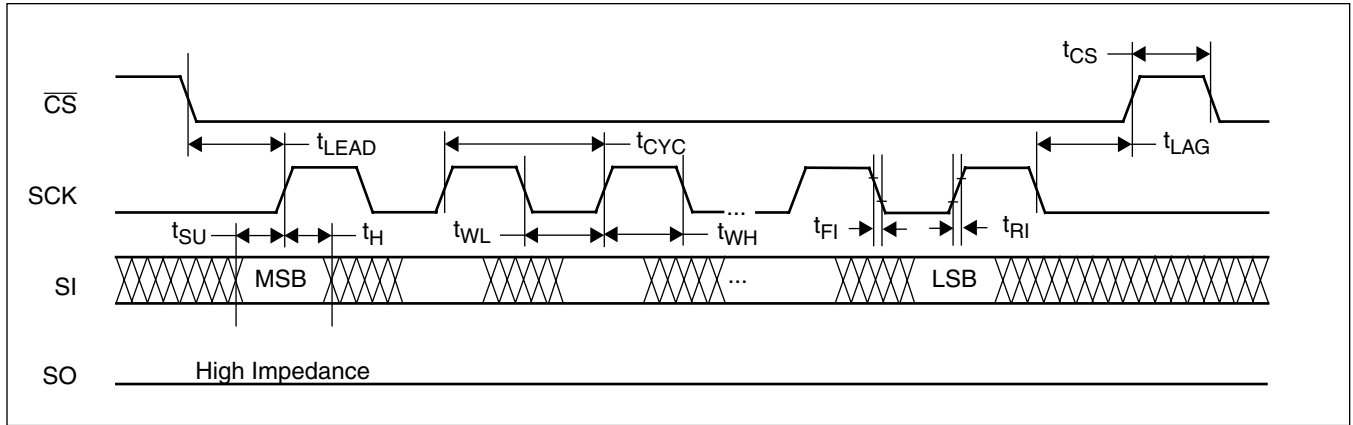 tCS
CS
tLEAD
tCYC
tLAG
SCK
...
tSU
tH
tWL
tWH
tFI
tRI
SI
MSB
...
LSB
SO
High Impedance